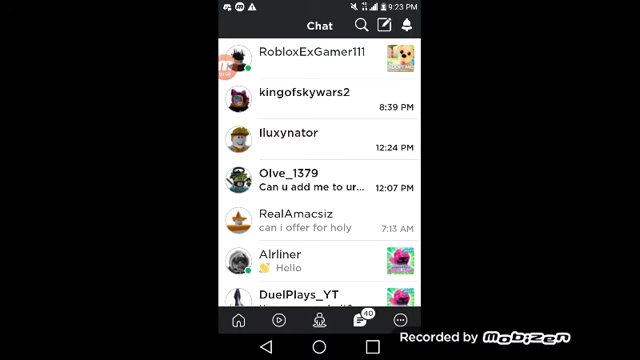 9:23 PM
Chat
RobloxExGamer111
kingofskywars2
8:39 PM
Iluxynator
12:24 PM
Olve_1379
Can u add me to ur...
12:07 PM
RealAmacsiz
can i offer for holy
7:13 AM
Alrliner
👋 Hello
DuelPlays_YT
40
Recorded by mobizen